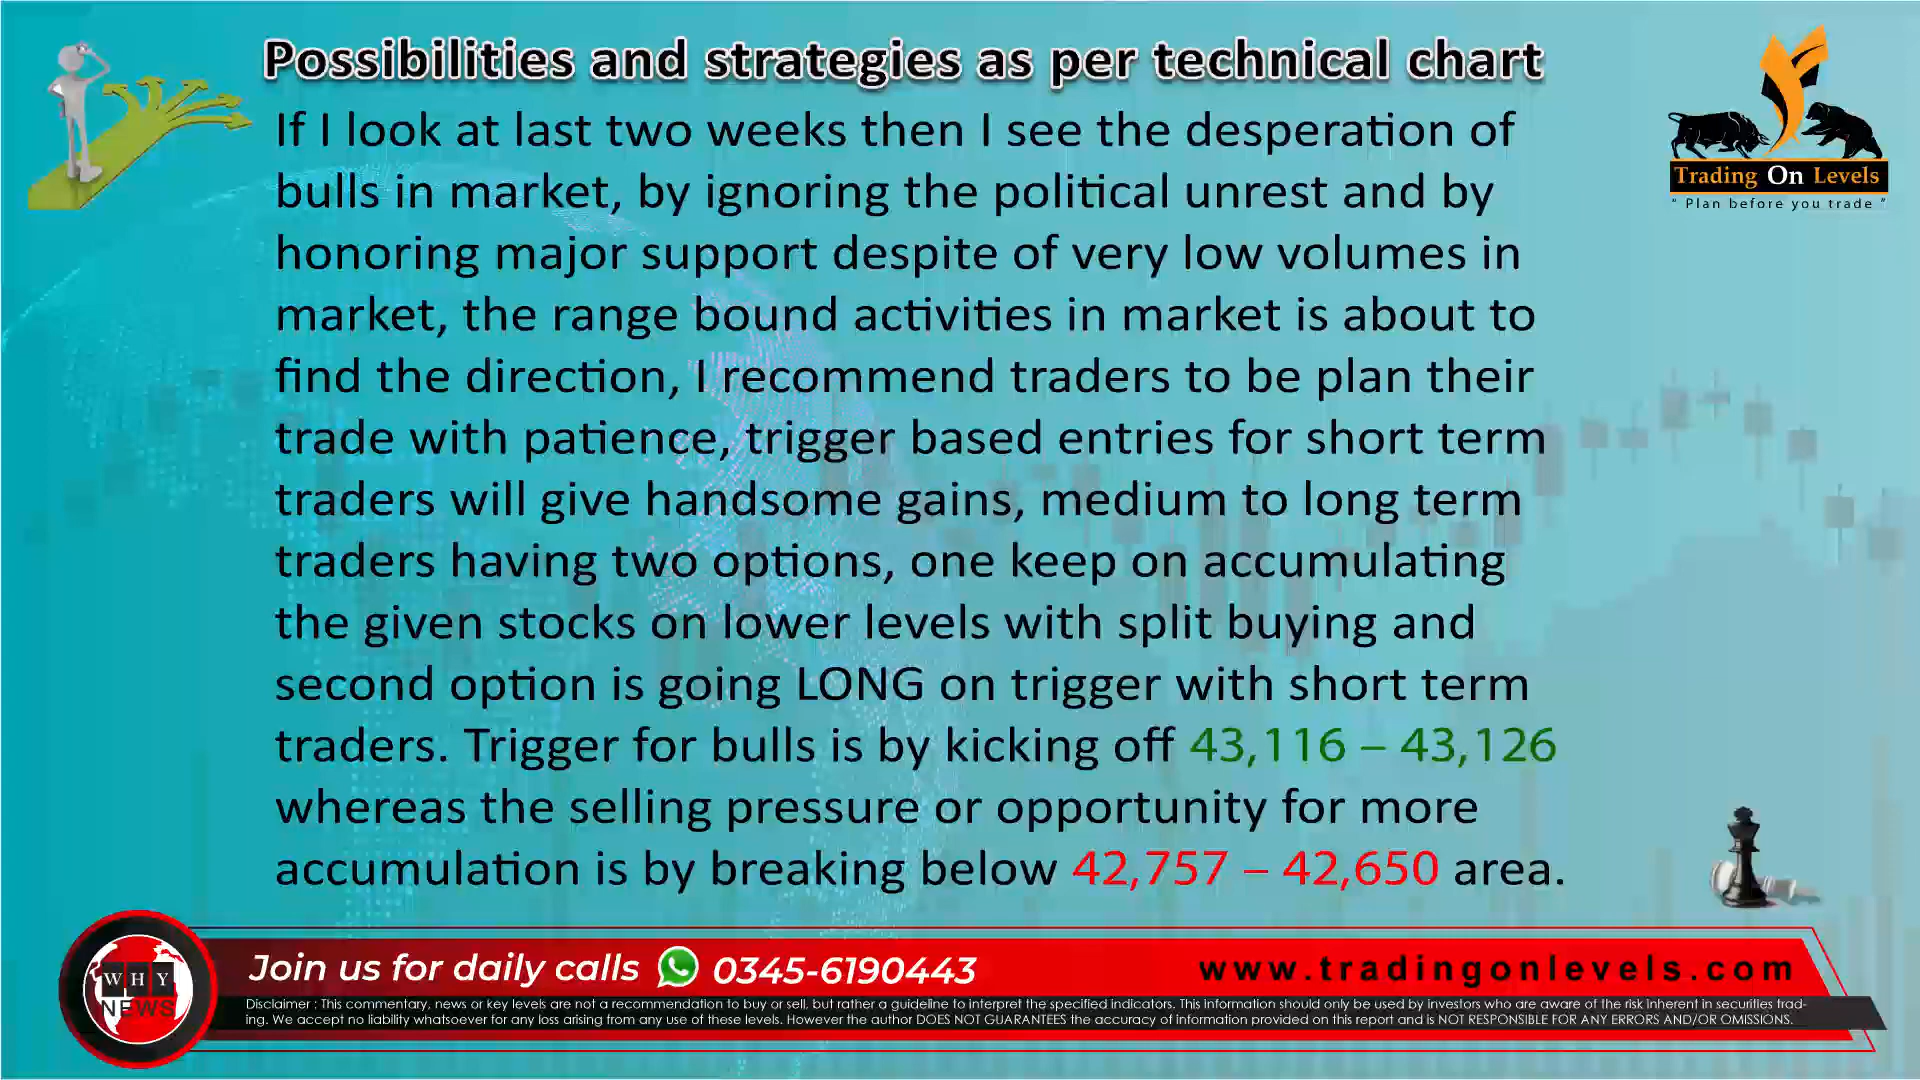 Possibilities and strategies as per technical chart
If I look at last two weeks then I see the desperation of
bulls in market, by ignoring the political unrest and by
honoring major support despite of very low volumes in
market, the range bound activities in market is about to
find the direction, I recommend traders to be plan their
trade with patience, trigger based entries for short term
traders will give handsome gains, medium to long term
traders having two options, one keep on accumulating
the given stocks on lower levels with split buying and
second option is going LONG on trigger with short term
traders. Trigger for bulls is by kicking off 43,116 – 43,126
whereas the selling pressure or opportunity for more
accumulation is by breaking below 42,757 – 42,650 area.
Trading On Levels
" Plan before you trade "
WHY
NEWS
Join us for daily calls 0345-6190443
www.tradingonlevels.com
Disclaimer : This commentary, news or key levels are not a recommendation to buy or sell, but rather a guideline to interpret the specified indicators. This information should only be used by investors who are aware of the risk inherent in securities trad-
ing. We accept no liability whatsoever for any loss arising from any use of these levels. However the author DOES NOT GUARANTEES the accuracy of information provided on this report and is NOT RESPONSIBLE FOR ANY ERRORS AND/OR OMISSIONS.